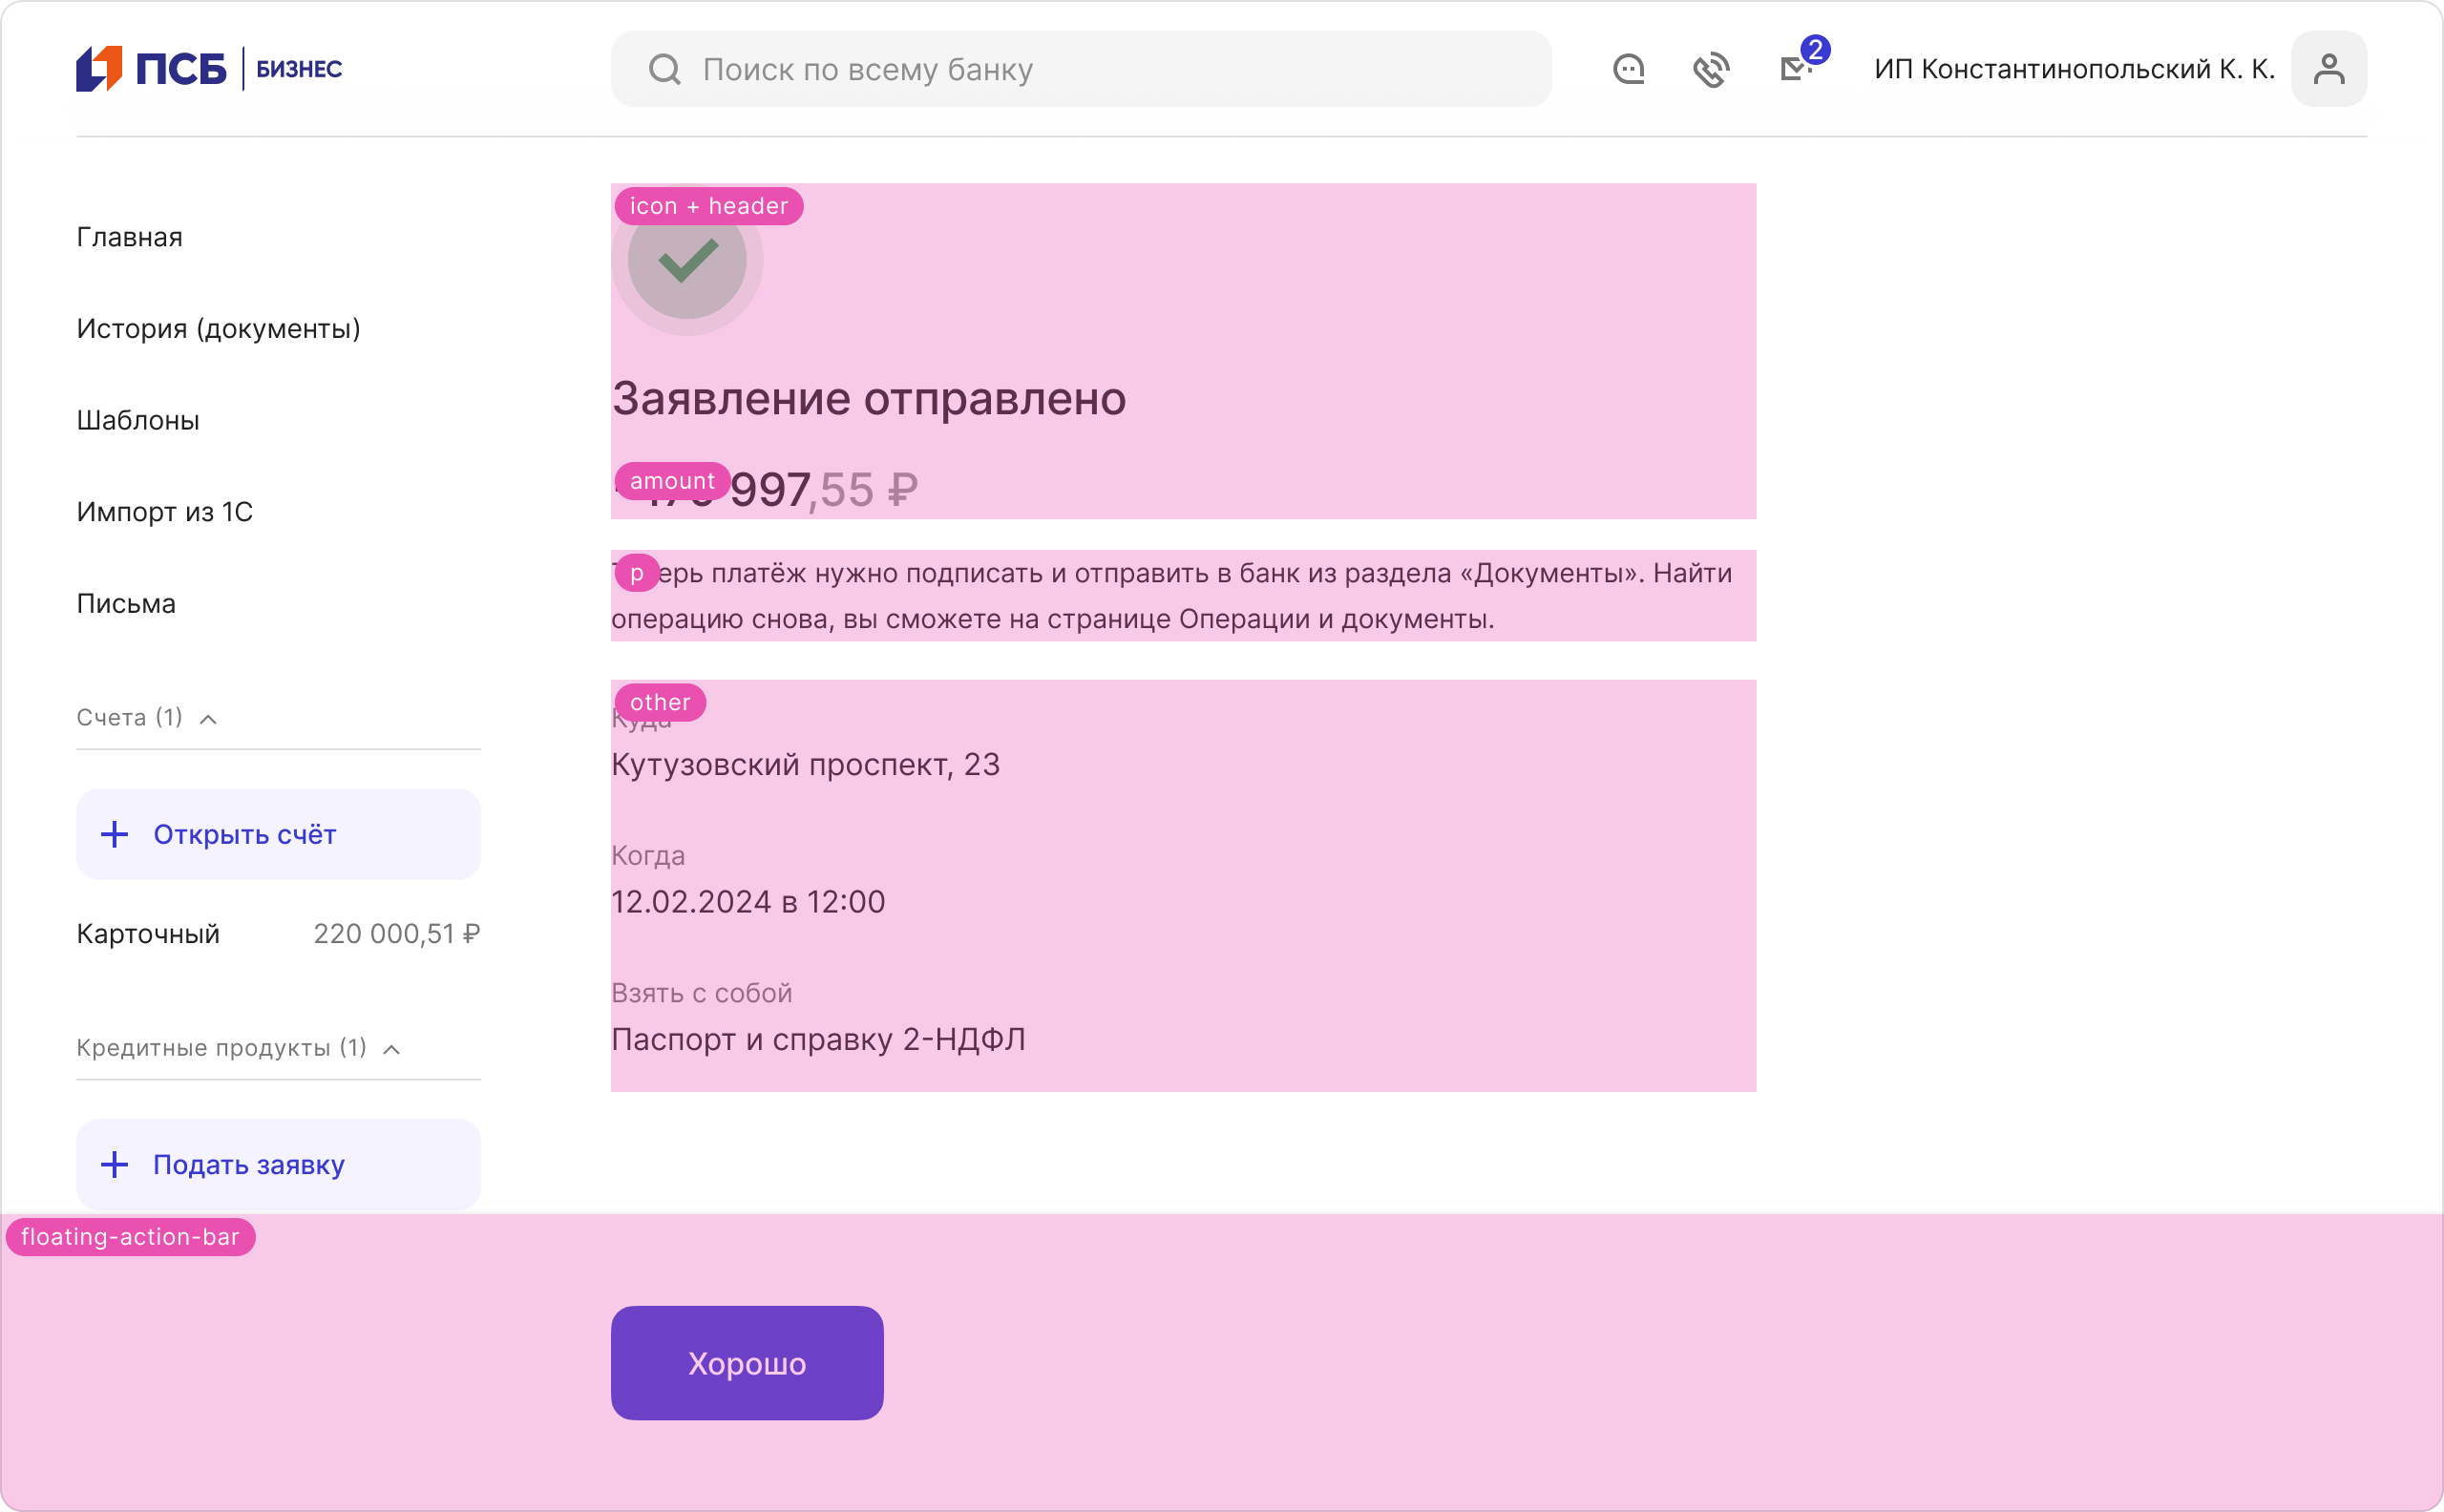 ПСБ БИЗНЕС
Поиск по всему банку
2
ИП Константинопольский К. К.
Главная
История (документы)
Шаблоны
Импорт из 1С
Письма
Счета (1)
Открыть счёт
Карточный 220 000,51 ₽
Кредитные продукты (1)
Подать заявку
icon + header
Заявление отправлено
amount
997,55 ₽
p
платёж нужно подписать и отправить в банк из раздела «Документы». Найти
операцию снова, вы сможете на странице Операции и документы.
other
Куда
Кутузовский проспект, 23
Когда
12.02.2024 в 12:00
Взять с собой
Паспорт и справку 2-НДФЛ
floating-action-bar
Хорошо